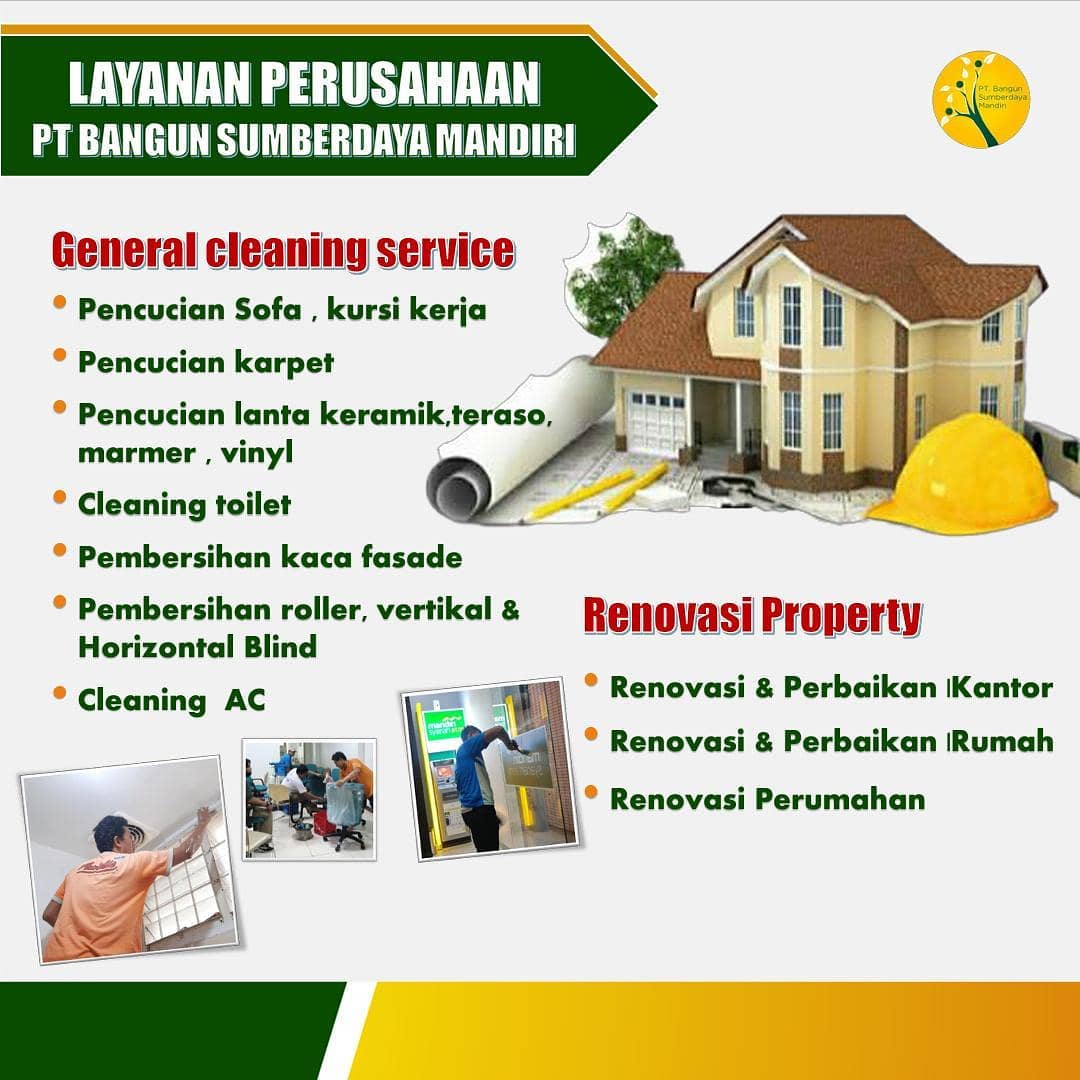 LAYANAN PERUSAHAAN
PT BANGUN SUMBERDAYA MANDIRI
PT. Bangun
Sumberdaya
Mandiri
General cleaning service
• Pencucian Sofa , kursi kerja
• Pencucian karpet
• Pencucian lanta keramik,teraso,
marmer , vinyl
• Cleaning toilet
• Pembersihan kaca fasade
• Pembersihan roller, vertikal &
Horizontal Blind
• Cleaning AC
Renovasi Property
• Renovasi & Perbaikan Kantor
• Renovasi & Perbaikan Rumah
• Renovasi Perumahan
mandiri
syariah